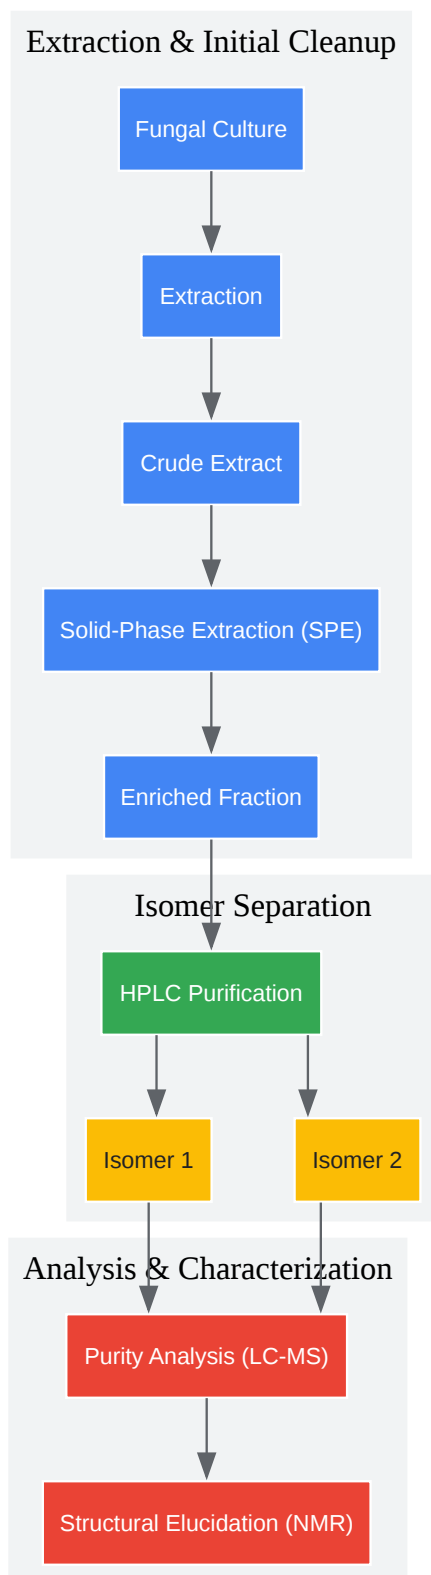 Extraction & Initial Cleanup
Fungal Culture
Extraction
Crude Extract
Solid-Phase Extraction (SPE)
Enriched Fraction
Isomer Separation
HPLC Purification
Isomer 1
Isomer 2
Analysis & Characterization
Purity Analysis (LC-MS)
Structural Elucidation (NMR)